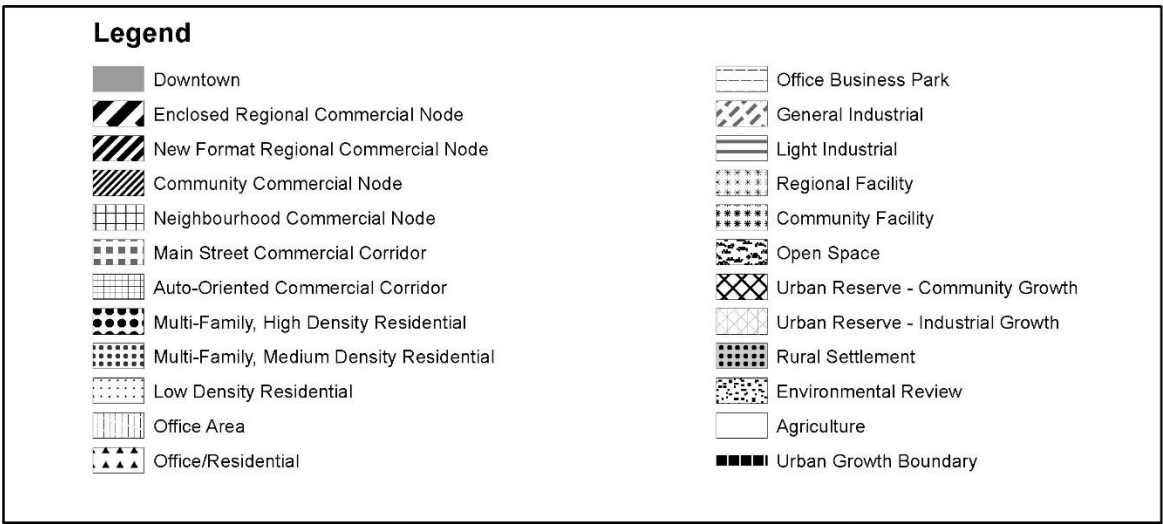 Legend
Downtown
Enclosed Regional Commercial Node
New Format Regional Commercial Node
Community Commercial Node
Neighbourhood Commercial Node
Main Street Commercial Corridor
Auto-Oriented Commercial Corridor
Multi-Family, High Density Residential
Multi-Family, Medium Density Residential
Low Density Residential
Office Area
Office/Residential
Office Business Park
General Industrial
Light Industrial
Regional Facility
Community Facility
Open Space
Urban Reserve - Community Growth
Urban Reserve - Industrial Growth
Rural Settlement
Environmental Review
Agriculture
Urban Growth Boundary